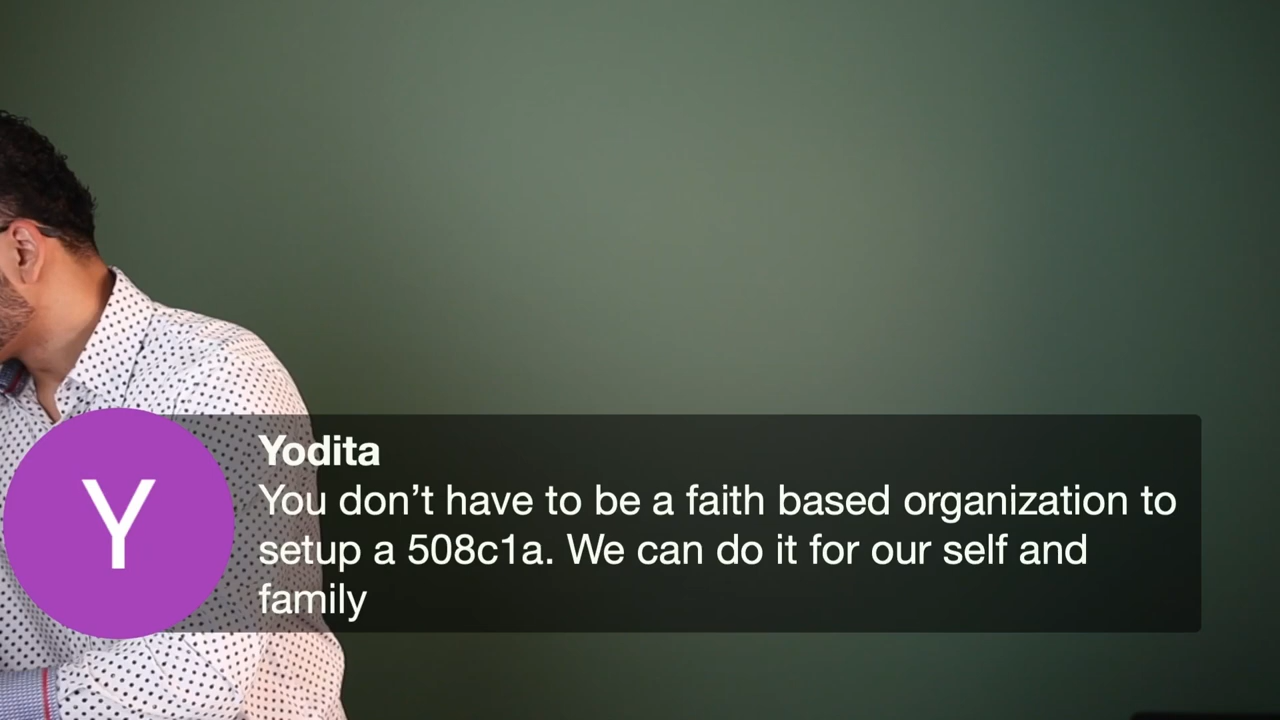 Y
Yodita
You don’t have to be a faith based organization to
setup a 508c1a. We can do it for our self and
family